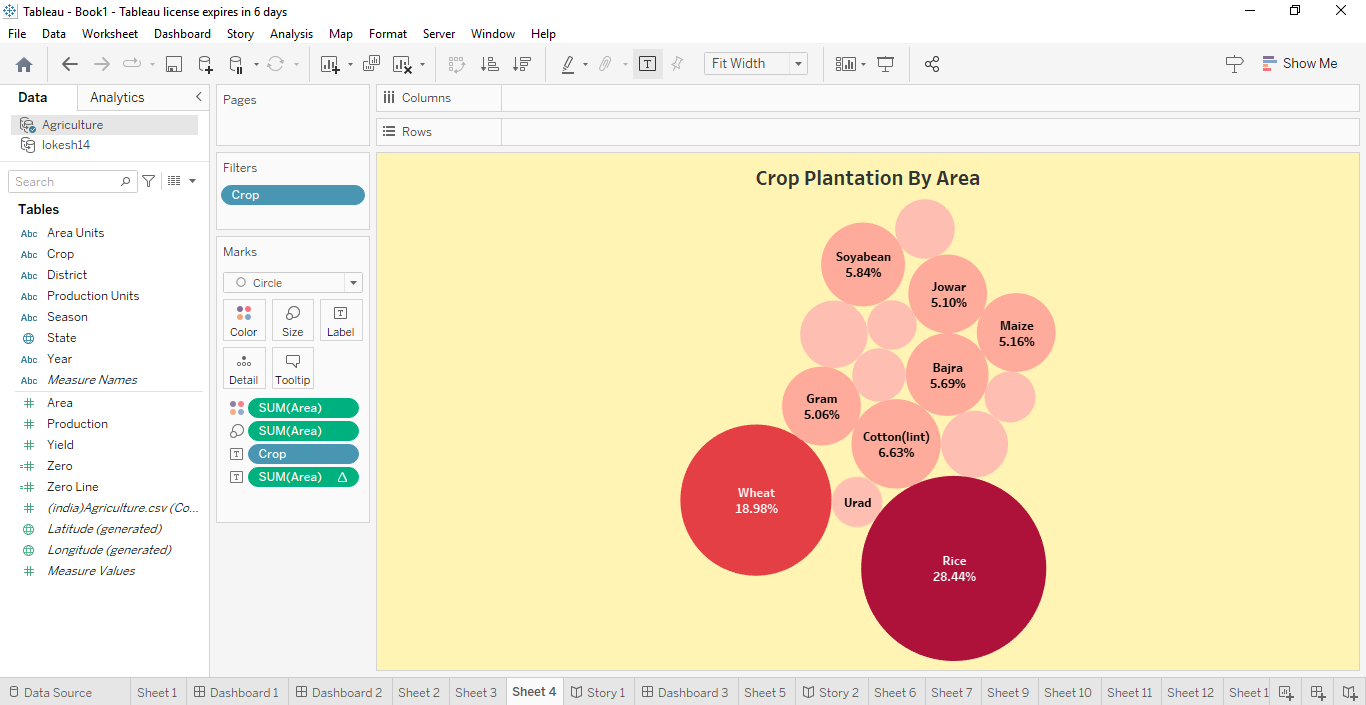 Tableau - Book1 - Tableau license expires in 6 days
File Data Worksheet Dashboard Story Analysis Map Format Server Window Help
Fit Width
Show Me
Data Analytics
Agriculture
lokesh14
Search
Tables
Abc Area Units
Abc Crop
Abc District
Abc Production Units
Abc Season
State
Abc Year
Abc Measure Names
# Area
# Production
# Yield
=# Zero
=# Zero Line
# (india)Agriculture.csv (Co...
Latitude (generated)
Longitude (generated)
# Measure Values
Pages
Filters
Crop
Marks
Circle
Color Size Label
Detail Tooltip
SUM(Area)
SUM(Area)
Crop
SUM(Area) Δ
Columns
Rows
Crop Plantation By Area
Soyabean
5.84%
Jowar
5.10%
Maize
5.16%
Bajra
5.69%
Gram
5.06%
Cotton(lint)
6.63%
Wheat
18.98%
Urad
Rice
28.44%
Data Source Sheet 1 Dashboard 1 Dashboard 2 Sheet 2 Sheet 3 Sheet 4 Story 1 Dashboard 3 Sheet 5 Story 2 Sheet 6 Sheet 7 Sheet 9 Sheet 10 Sheet 11 Sheet 12 Sheet 1